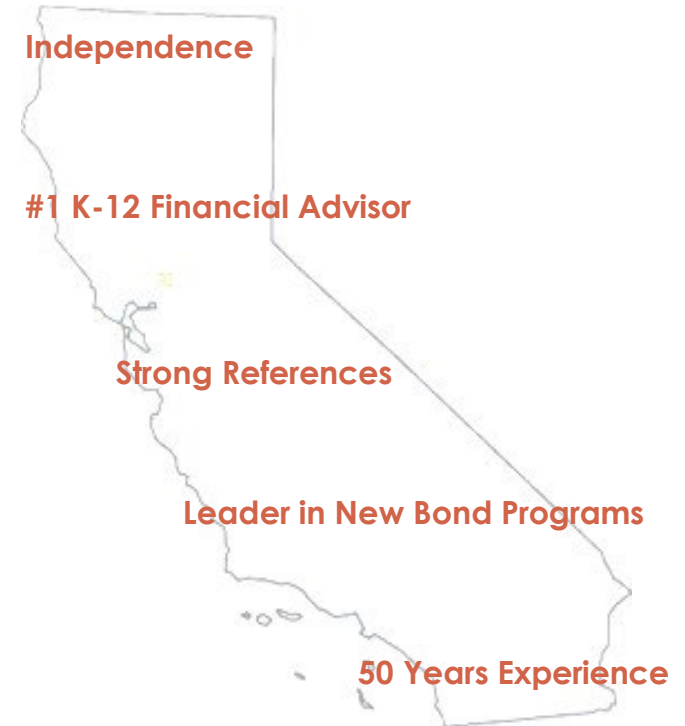 Independence
#1 K-12 Financial Advisor
Strong References
Leader in New Bond Programs
50 Years Experience